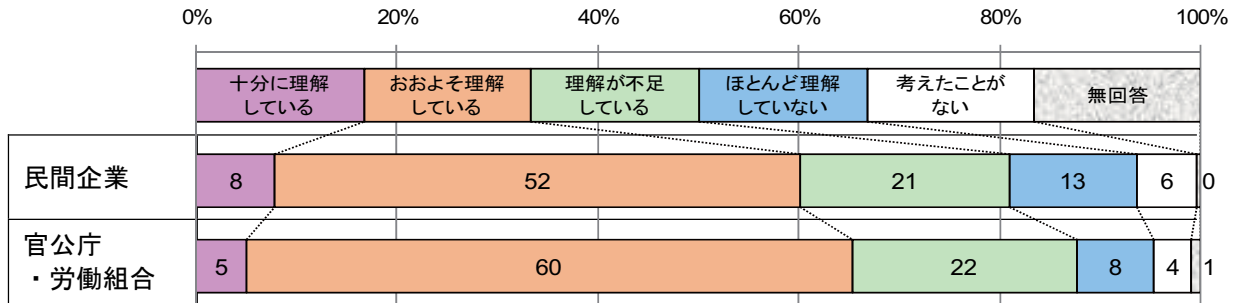 0% 20% 40% 60% 80% 100%
十分に理解
している
おおよそ理解
している
理解が不足
している
ほとんど理解
していない
考えたことが
ない
無回答
民間企業 8 52 21 13 6 0
官公庁
・労働組合
5 60 22 8 4 1